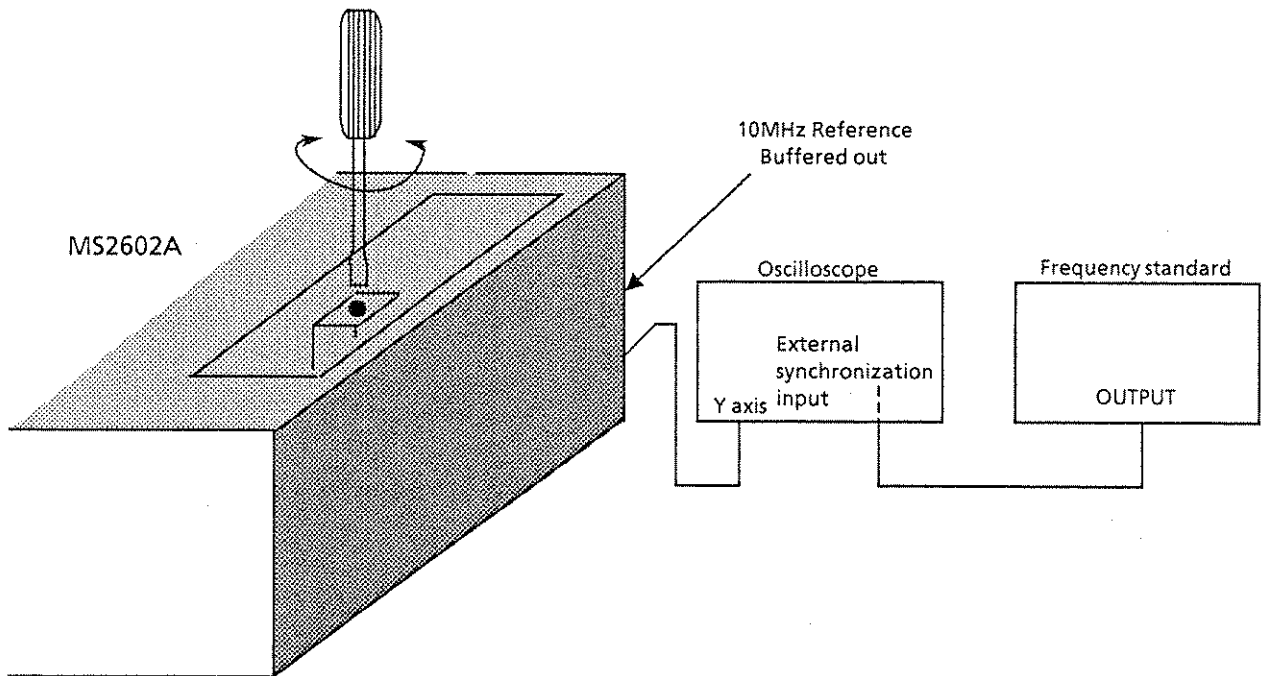 10MHz Reference
Buffered out
MS2602A
Oscilloscope
Frequency standard
External
synchronization
input
Y axis
OUTPUT